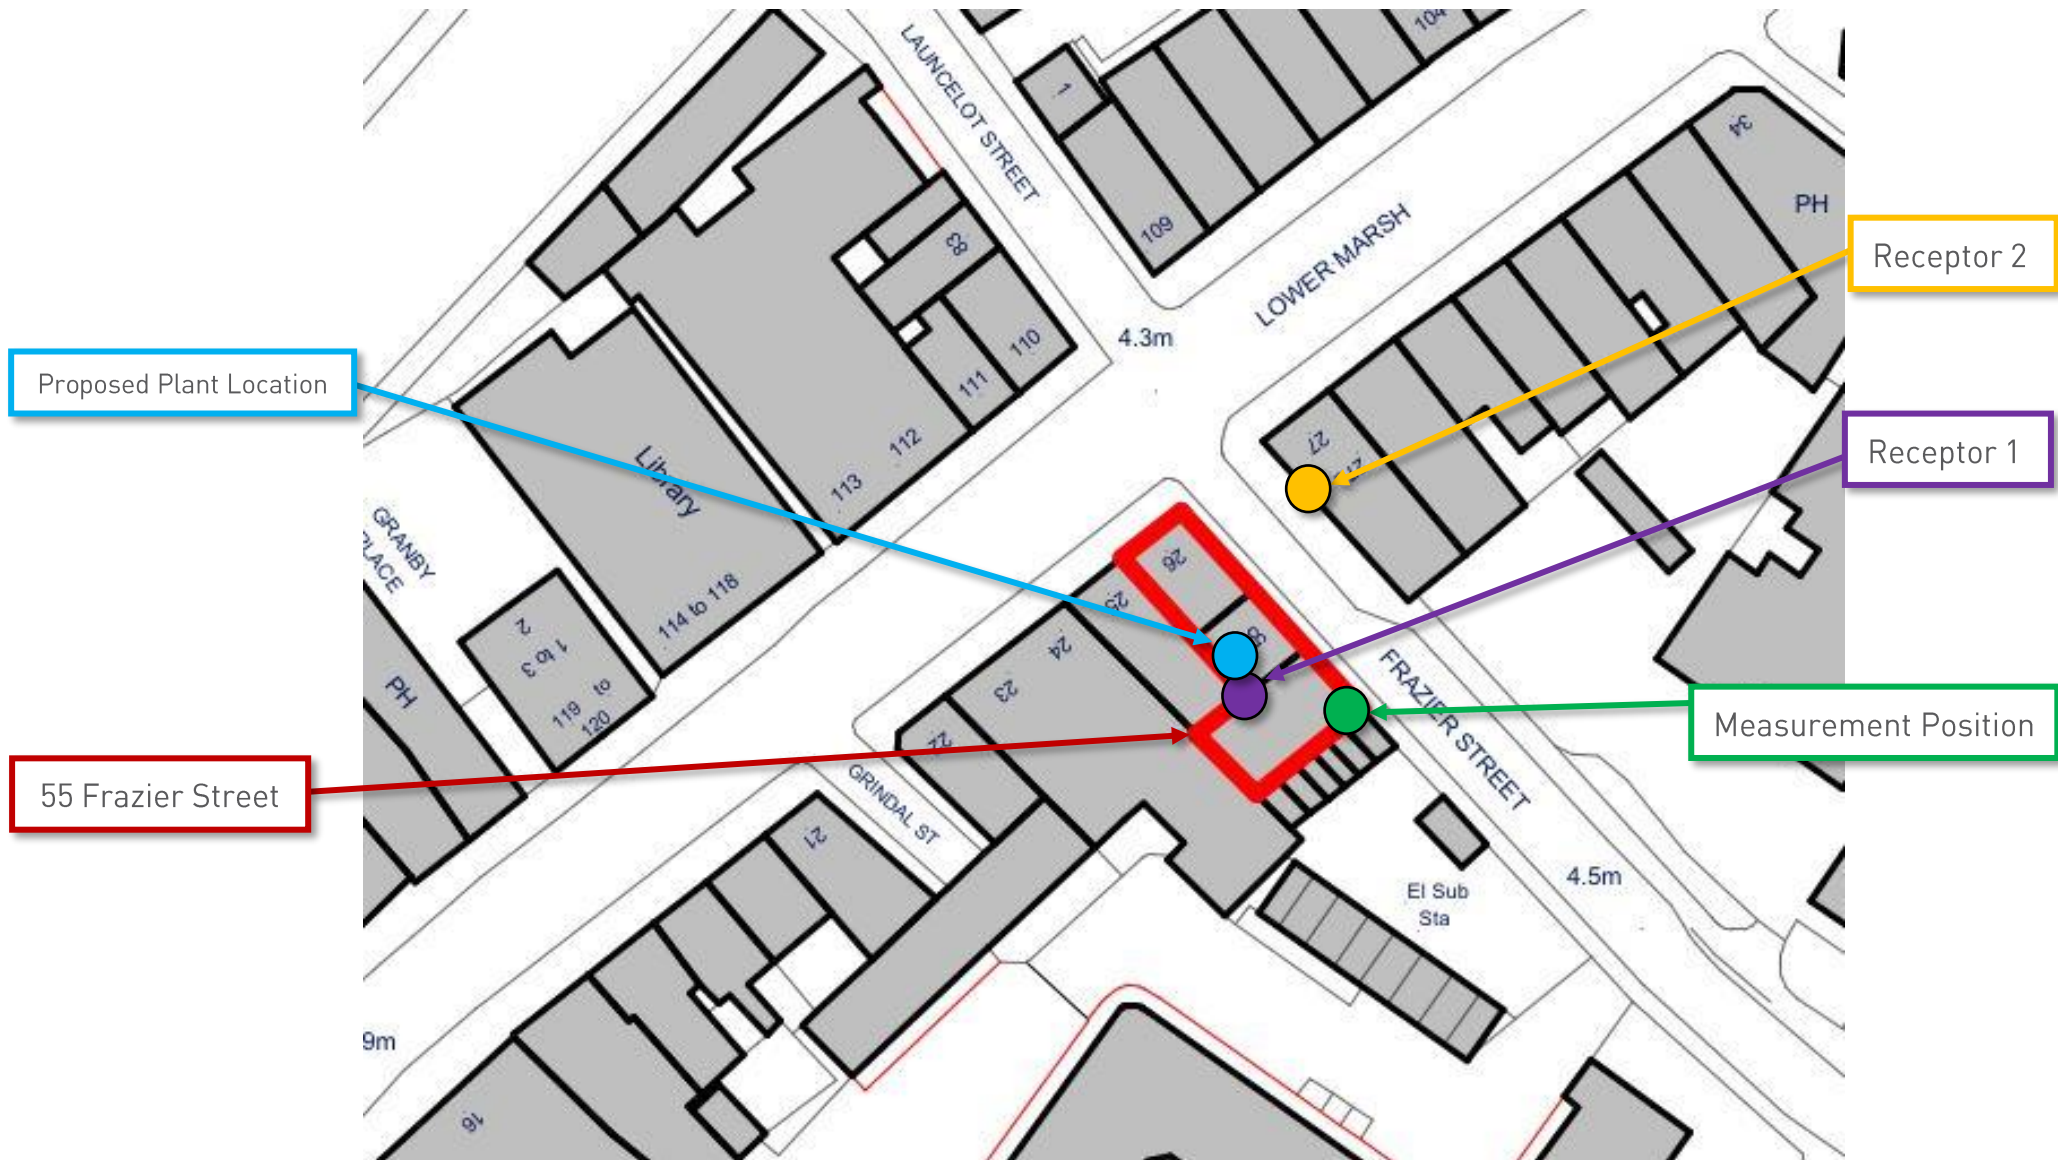 LAUNCELOT STREET
1
104
109
34
PH
LOWER MARSH
Receptor 2
83
4.3m
110
111
Proposed Plant Location
Receptor 1
27
112
113
Library
GRANBY
PLACE
26
25
114 to 118
2
1 to 3
24
23
FRAZIER STREET
PH
119 to
120
Measurement Position
22
55 Frazier Street
GRINDAL ST
21
4.5m
El Sub
Sta
9m
16